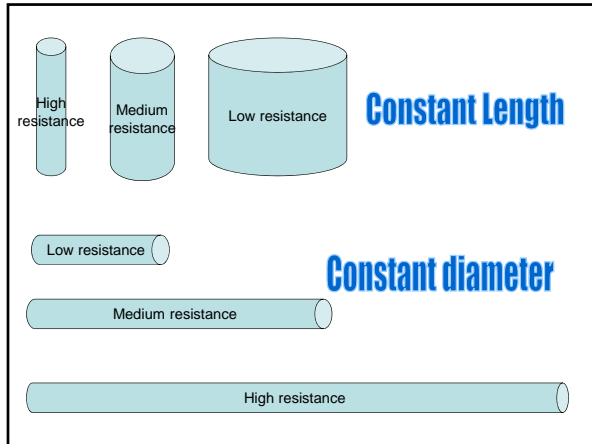 High
resistance
Medium
resistance
Low resistance
Constant Length
Low resistance
Constant diameter
Medium resistance
High resistance